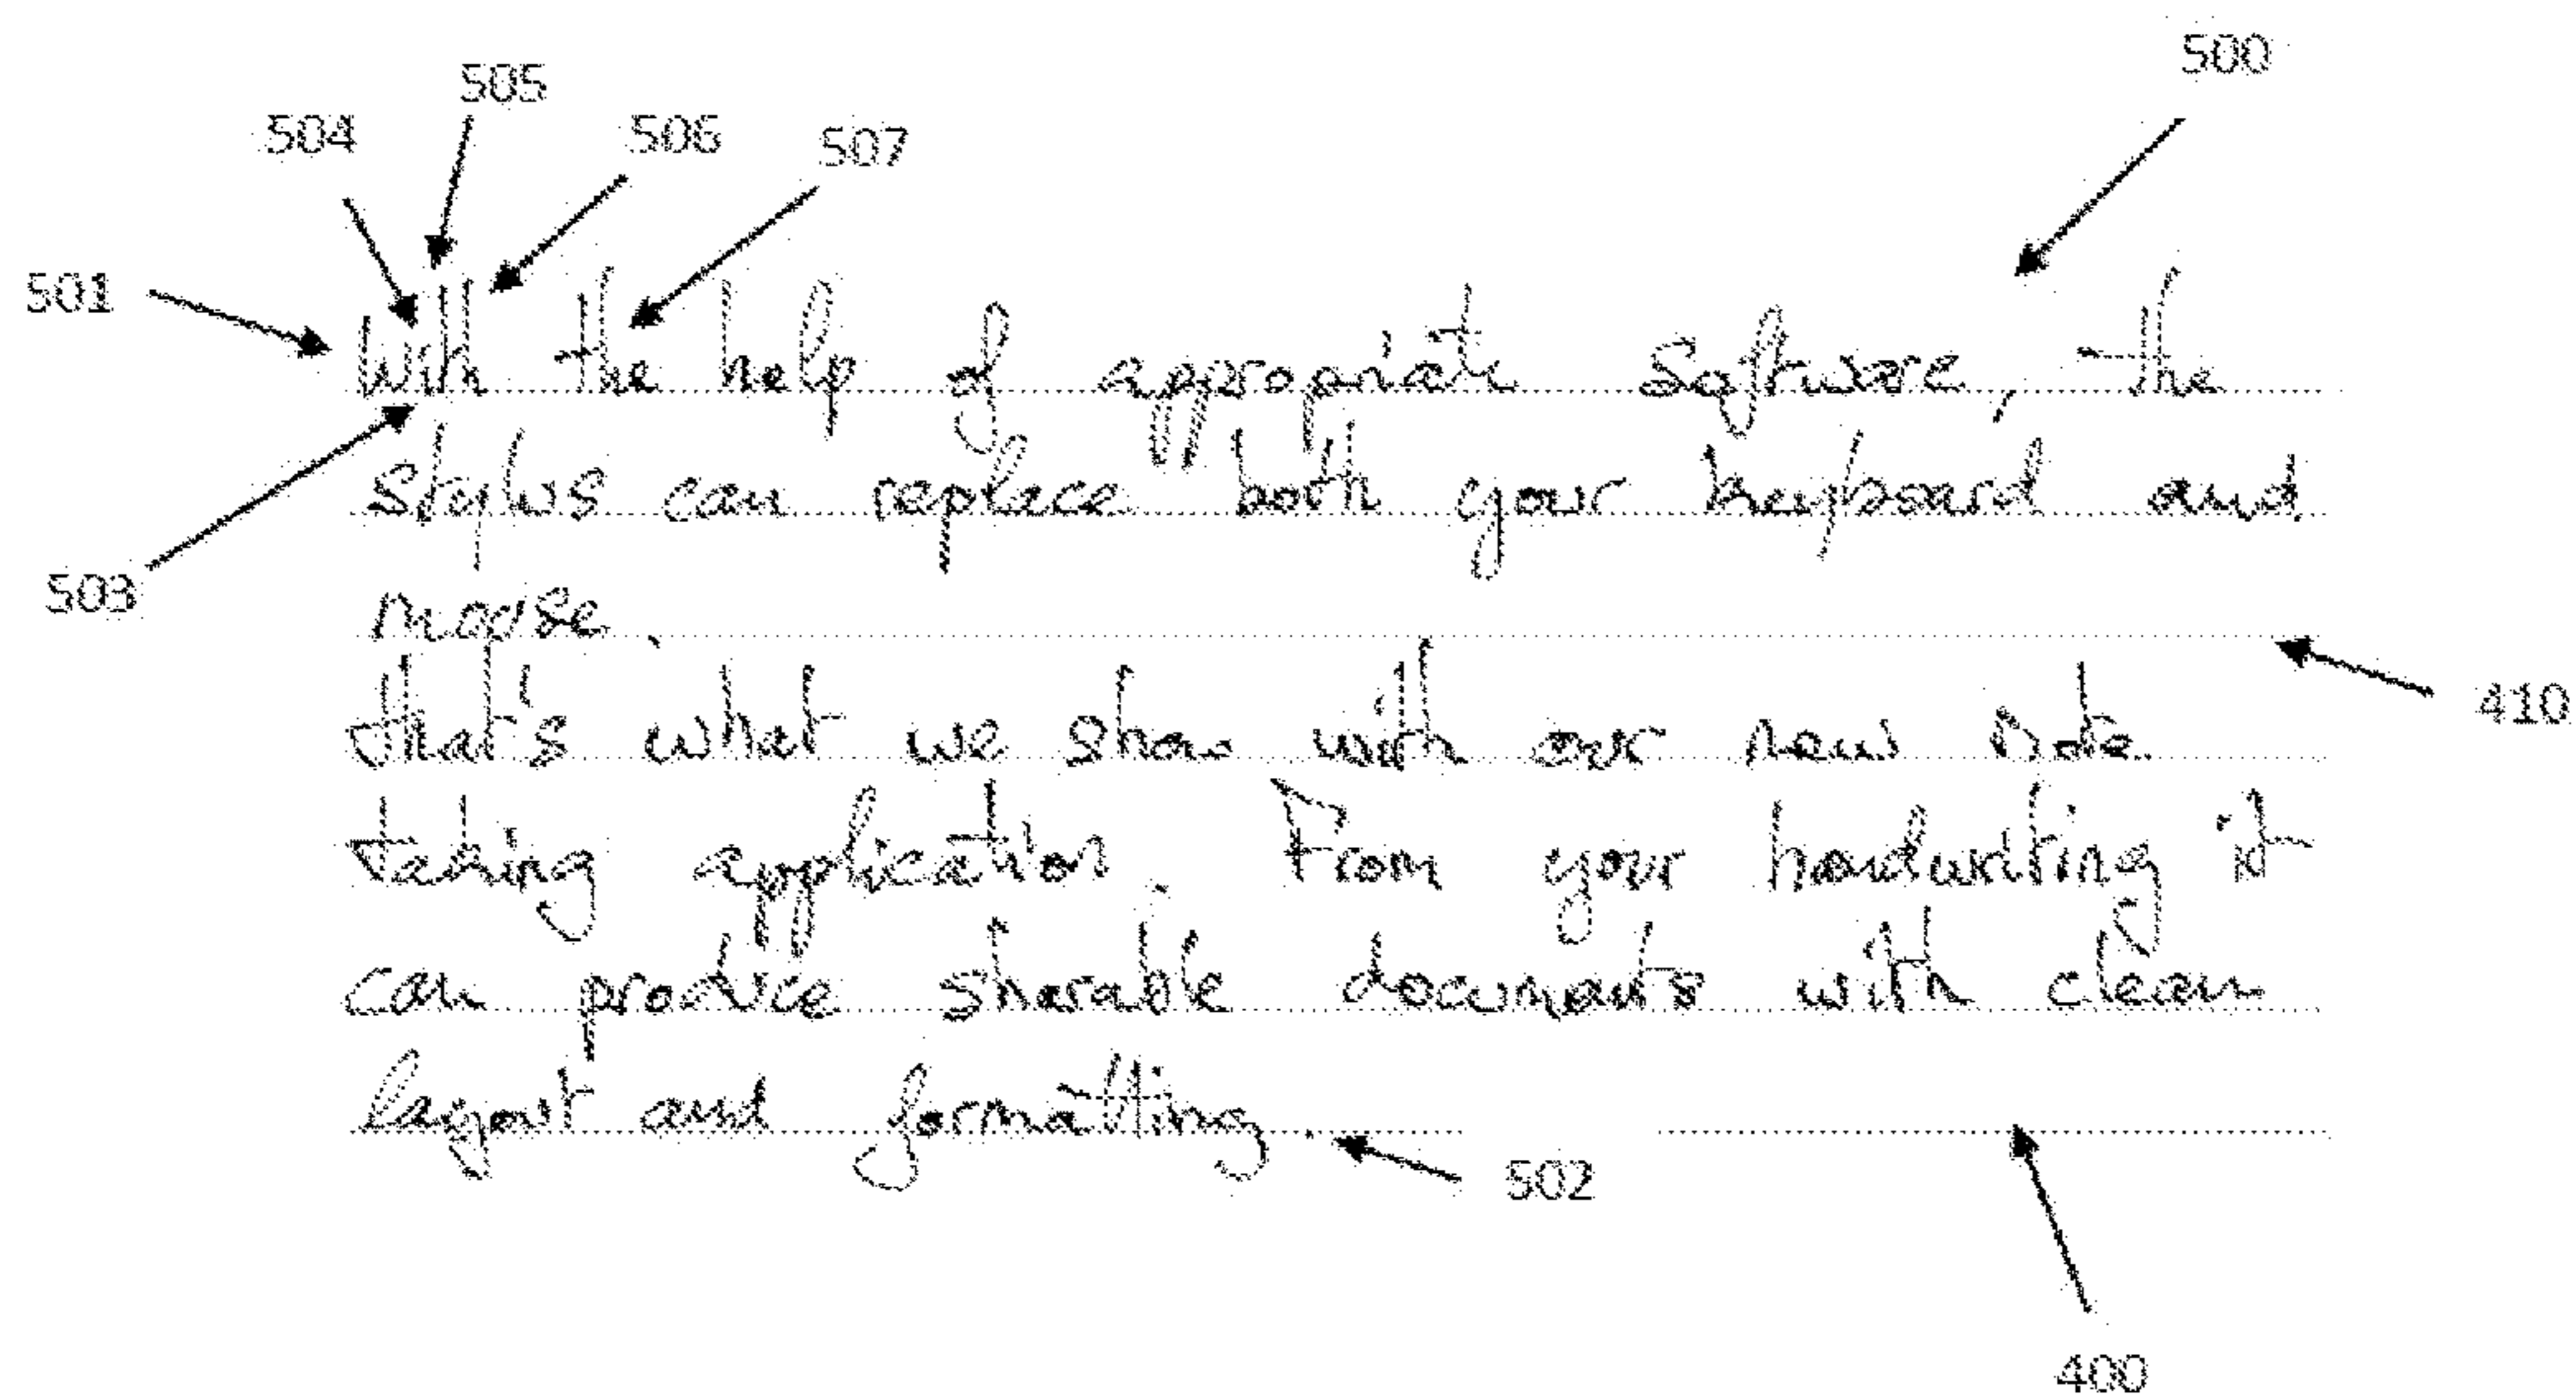 500
505
504 506 507
501
With the help of appropriate Software, the
stylus can replace both your keyboard and
503
mouse.
410
that's what we show with our new Note
taking application. From your handwriting it
can produce sharable documents with clean
layout and formatting.
502
400